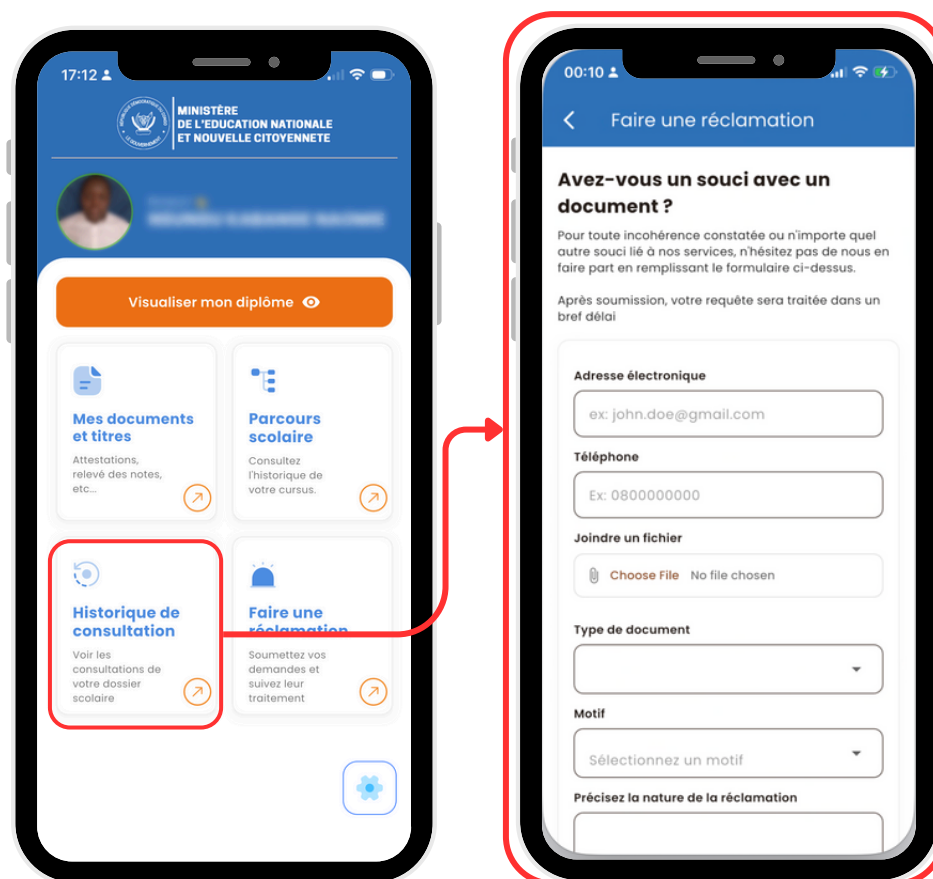 17:12
MINISTÈRE
DE L'EDUCATION NATIONALE
ET NOUVELLE CITOYENNETE
Visualiser mon diplôme
Mes documents
et titres
Attestations,
relevé des notes,
etc...
Parcours
scolaire
Consultez
l'historique de
votre cursus.
Historique de
consultation
Voir les
consultations de
votre dossier
scolaire
Faire une
réclamation
Soumettez vos
demandes et
suivez leur
traitement
00:10
Faire une réclamation
Avez-vous un souci avec un
document ?
Pour toute incohérence constatée ou n'importe quel
autre souci lié à nos services, n'hésitez pas de nous en
faire part en remplissant le formulaire ci-dessus.
Après soumission, votre requête sera traitée dans un
bref délai
Adresse électronique
ex: john.doe@gmail.com
Téléphone
Ex: 0800000000
Joindre un fichier
Choose File No file chosen
Type de document
Motif
Sélectionnez un motif
Précisez la nature de la réclamation